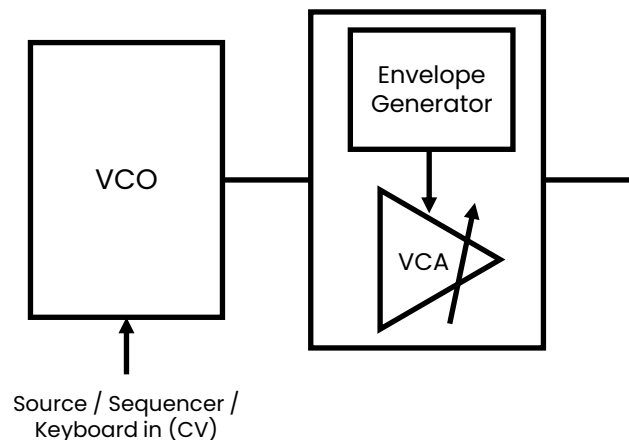 VCO
Envelope
Generator
VCA
Source / Sequencer /
Keyboard in (CV)